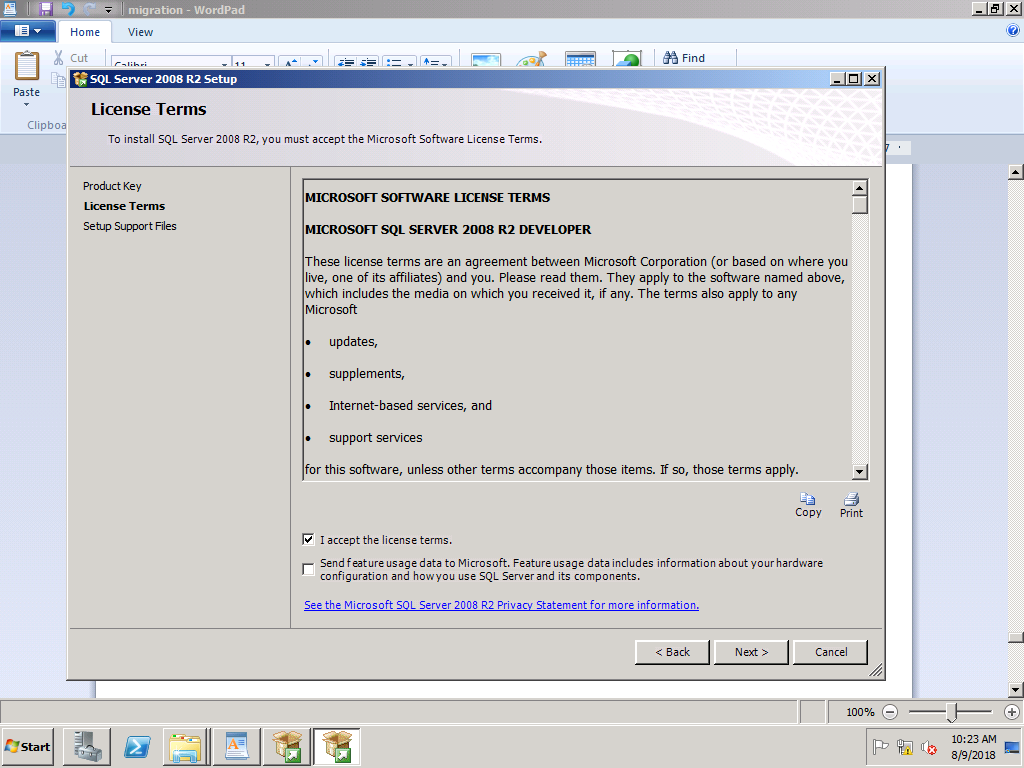 migration - WordPad
Home
View
Paste
Cut
Calibri
11
Find
Clipboa
7
SQL Server 2008 R2 Setup
License Terms
To install SQL Server 2008 R2, you must accept the Microsoft Software License Terms.
Product Key
License Terms
Setup Support Files
MICROSOFT SOFTWARE LICENSE TERMS
MICROSOFT SQL SERVER 2008 R2 DEVELOPER
These license terms are an agreement between Microsoft Corporation (or based on where you
live, one of its affiliates) and you. Please read them. They apply to the software named above,
which includes the media on which you received it, if any. The terms also apply to any
Microsoft
• updates,
• supplements,
• Internet-based services, and
• support services
for this software, unless other terms accompany those items. If so, those terms apply.
Copy
Print
I accept the license terms.
Send feature usage data to Microsoft. Feature usage data includes information about your hardware
configuration and how you use SQL Server and its components.
See the Microsoft SQL Server 2008 R2 Privacy Statement for more information.
< Back
Next >
Cancel
100%
Start
10:23 AM
8/9/2018